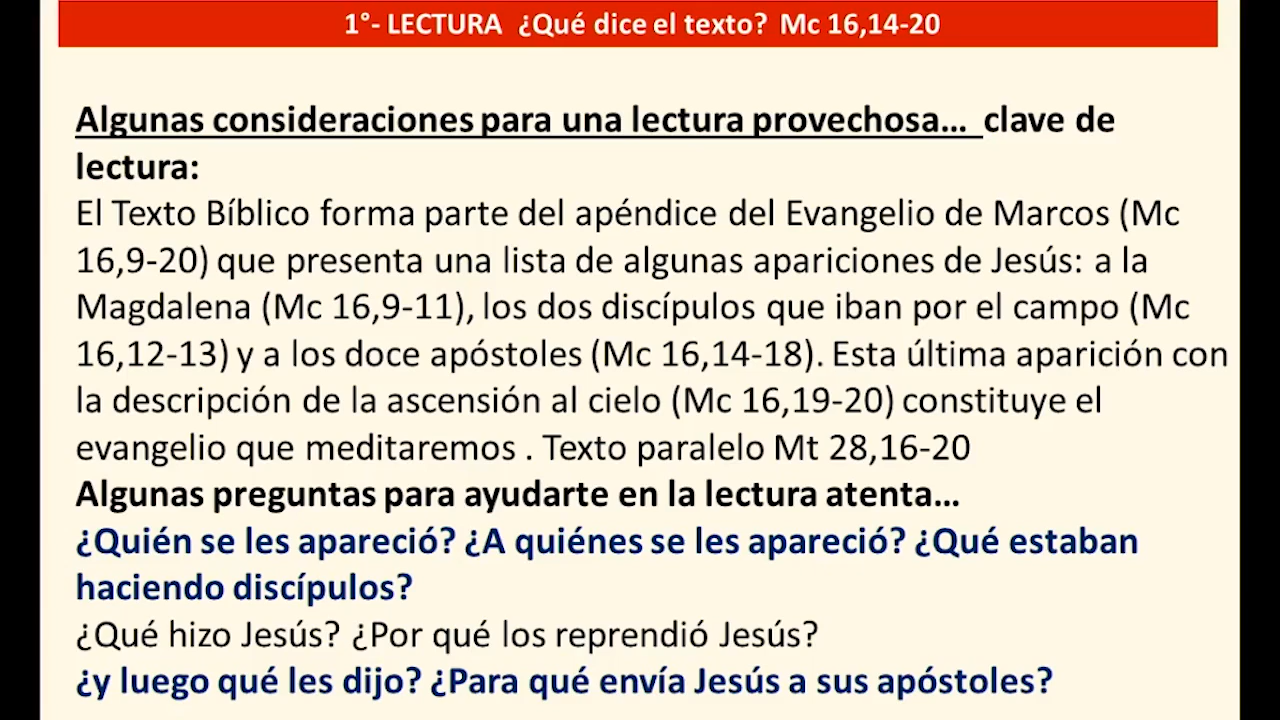 1°- LECTURA ¿Qué dice el texto? Mc 16,14-20
Algunas consideraciones para una lectura provechosa... clave de
lectura:
El Texto Bíblico forma parte del apéndice del Evangelio de Marcos (Mc
16,9-20) que presenta una lista de algunas apariciones de Jesús: a la
Magdalena (Mc 16,9-11), los dos discípulos que iban por el campo (Mc
16,12-13) y a los doce apóstoles (Mc 16,14-18). Esta última aparición con
la descripción de la ascensión al cielo (Mc 16,19-20) constituye el
evangelio que meditaremos . Texto paralelo Mt 28,16-20
Algunas preguntas para ayudarte en la lectura atenta...
¿Quién se les apareció? ¿A quiénes se les apareció? ¿Qué estaban
haciendo discípulos?
¿Qué hizo Jesús? ¿Por qué los reprendió Jesús?
¿y luego qué les dijo? ¿Para qué envía Jesús a sus apóstoles?